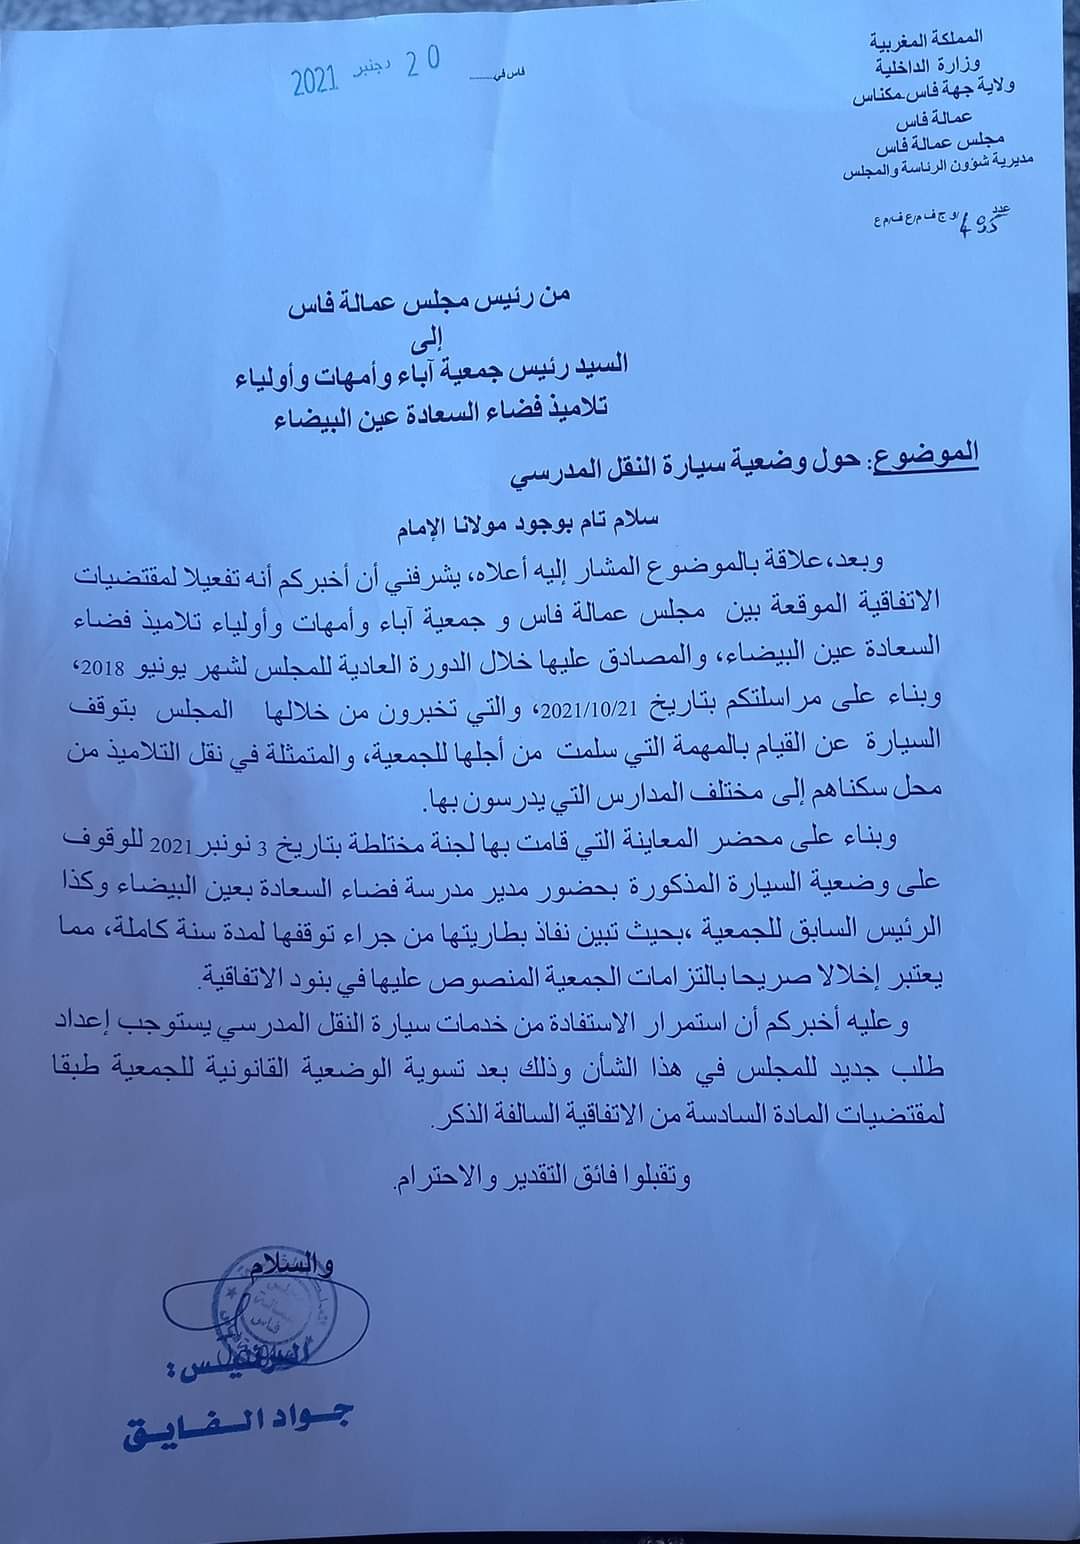 المملكة المغربية
وزارة الداخلية
ولاية جهة فاس-مكناس
عمالة فاس
مجلس عمالة فاس
مديرية شؤون الرئاسة والمجلس
فاس في 20 دجنبر 2021
عدد 495/و ج ف م/ع ف/م ع
من رئيس مجلس عمالة فاس
إلى
السيد رئيس جمعية آباء وأمهات وأولياء
تلاميذ فضاء السعادة عين البيضاء
الموضوع: حول وضعية سيارة النقل المدرسي
سلام تام بوجود مولانا الإمام
وبعد،علاقة بالموضوع المشار إليه أعلاه، يشرفني أن أخبركم أنه تفعيلا لمقتضيات
الاتفاقية الموقعة بين مجلس عمالة فاس و جمعية آباء وأمهات وأولياء تلاميذ فضاء
السعادة عين البيضاء، والمصادق عليها خلال الدورة العادية للمجلس لشهر يونيو 2018،
وبناء على مراسلتكم بتاريخ 2021/10/21، والتي تخبرون من خلالها المجلس بتوقف
السيارة عن القيام بالمهمة التي سلمت من أجلها للجمعية، والمتمثلة في نقل التلاميذ من
محل سكناهم إلى مختلف المدارس التي يدرسون بها.
وبناء على محضر المعاينة التي قامت بها لجنة مختلطة بتاريخ 3 نونبر 2021 للوقوف
على وضعية السيارة المذكورة بحضور مدير مدرسة فضاء السعادة بعين البيضاء وكذا
الرئيس السابق للجمعية ،بحيث تبين نفاذ بطاريتها من جراء توقفها لمدة سنة كاملة، مما
يعتبر إخلالا صريحا بالتزامات الجمعية المنصوص عليها في بنود الاتفاقية.
وعليه أخبركم أن استمرار الاستفادة من خدمات سيارة النقل المدرسي يستوجب إعداد
طلب جديد للمجلس في هذا الشأن وذلك بعد تسوية الوضعية القانونية للجمعية طبقا
لمقتضيات المادة السادسة من الاتفاقية السالفة الذكر.
وتقبلوا فائق التقدير والاحترام.
والسلام
الرئيس:
جواد الفايق